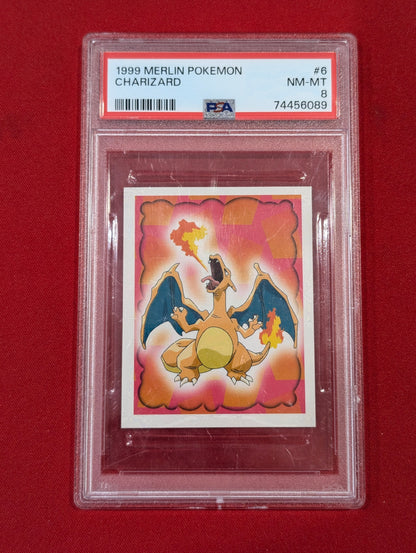 1999 MERLIN POKEMON #6
CHARIZARD NM-MT
8
PSA 74456089